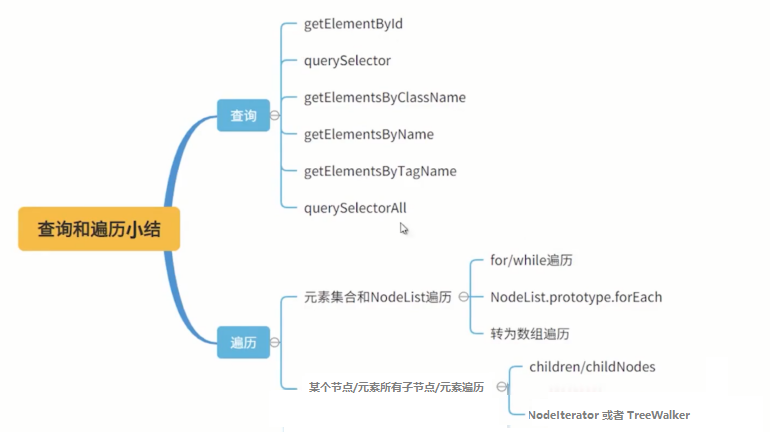 查询和遍历小结
查询
getElementById
querySelector
getElementsByClassName
getElementsByName
getElementsByTagName
querySelectorAll
遍历
元素集合和NodeList遍历
for/while遍历
NodeList.prototype.forEach
转为数组遍历
某个节点/元素所有子节点/元素遍历
children/childNodes
NodeIterator 或者 TreeWalker